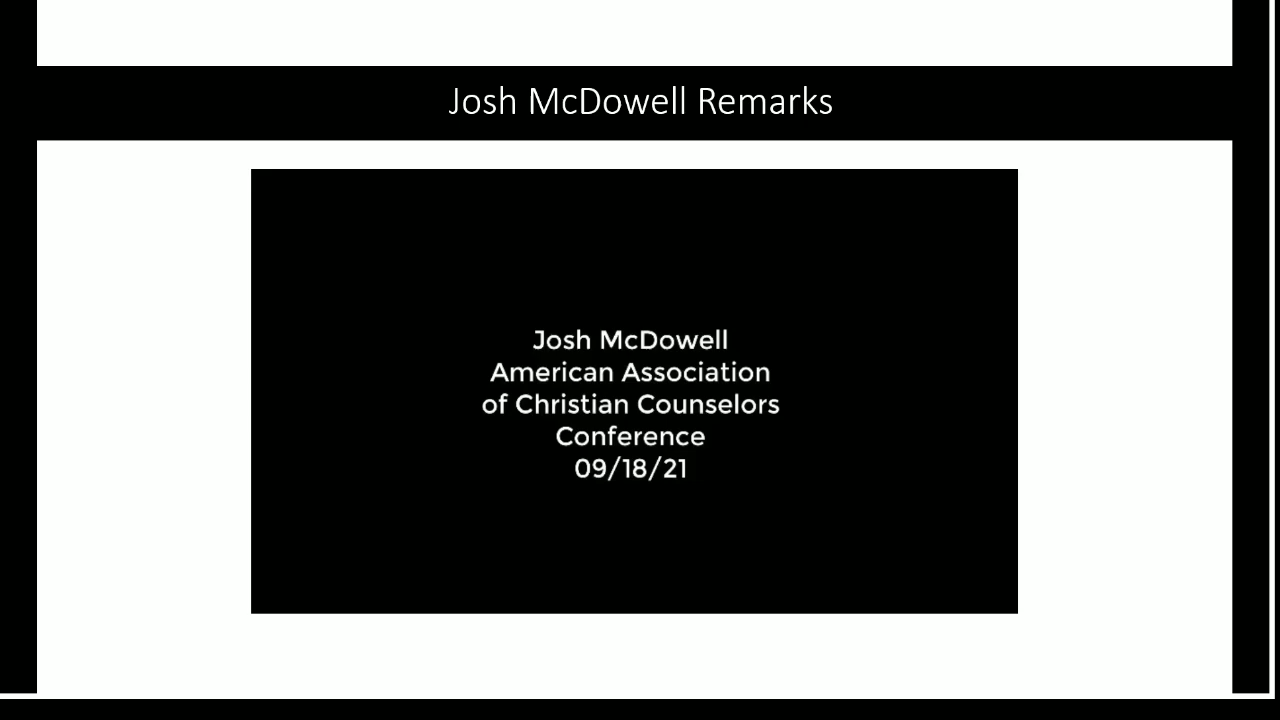 Josh McDowell Remarks
Josh McDowell
American Association
of Christian Counselors
Conference
09/18/21